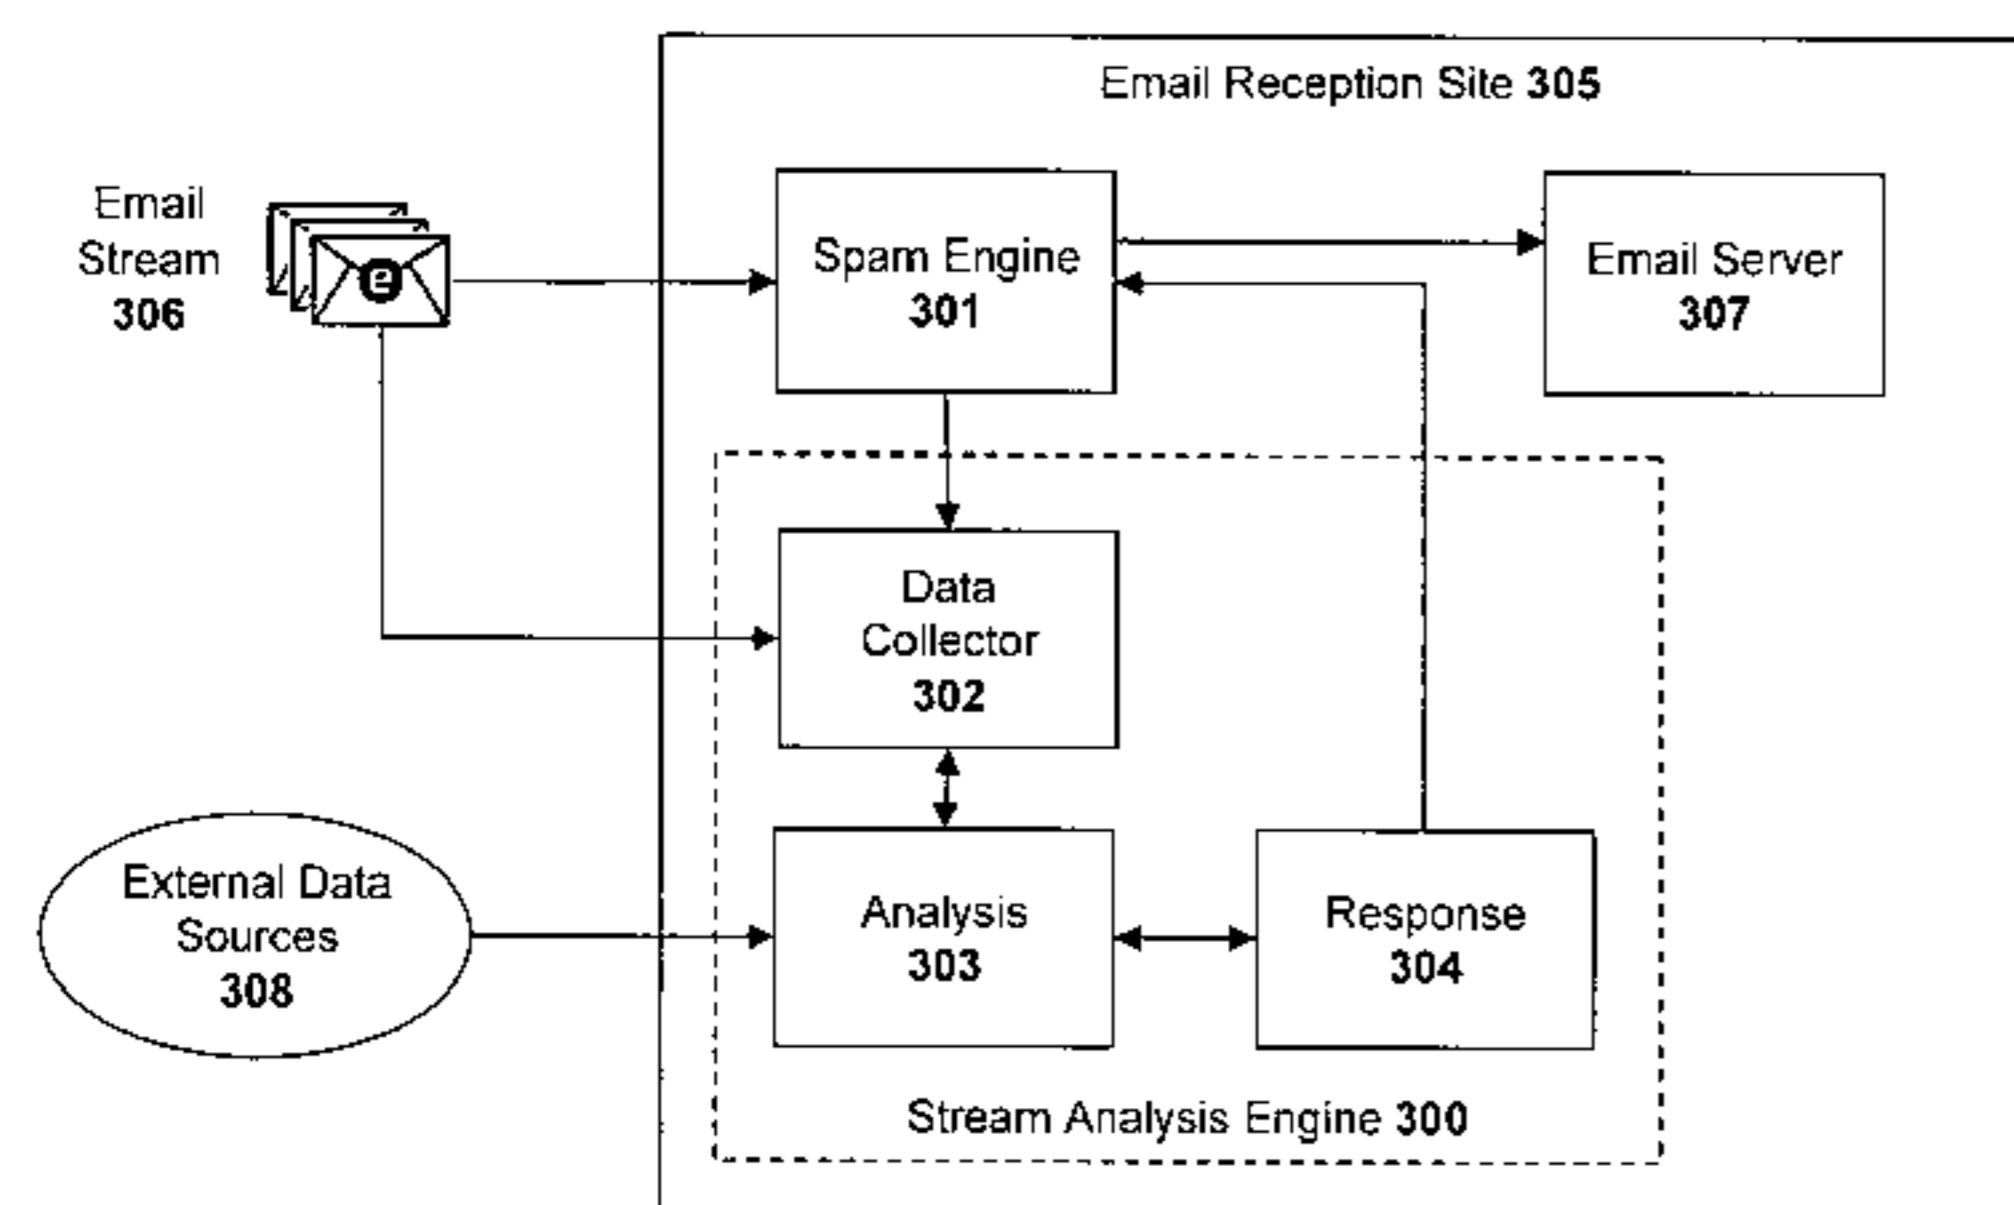 Email Reception Site 305
Email
Stream
306
e
Spam Engine
301
Email Server
307
Data
Collector
302
External Data
Sources
308
Analysis
303
Response
304
Stream Analysis Engine 300